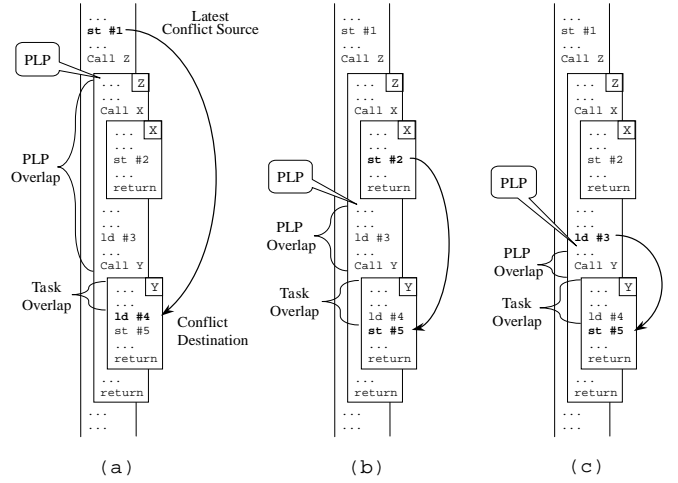 ...
st #1
...
Call Z
Latest
Conflict Source
PLP
... Z
...
Call X
... X
...
st #2
...
return
PLP
Overlap
...
...
ld #3
...
Call Y
Task
Overlap
... Y
...
ld #4
st #5
...
return
Conflict
Destination
...
return
...
...
(a)
...
st #1
...
Call Z
... Z
...
Call X
... X
...
st #2
...
return
PLP
...
...
ld #3
...
Call Y
PLP
Overlap
Task
Overlap
... Y
...
ld #4
st #5
...
return
...
return
...
...
(b)
...
st #1
...
Call Z
... Z
...
Call X
... X
...
st #2
...
return
PLP
...
...
ld #3
...
Call Y
PLP
Overlap
Task
Overlap
... Y
...
ld #4
st #5
...
return
...
return
...
...
(c)